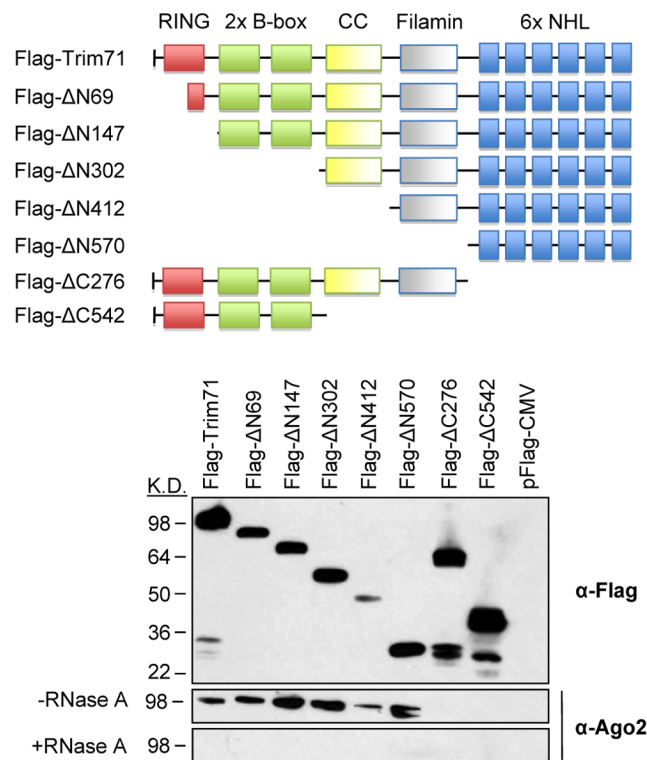 RING 2x B-box CC Filamin 6x NHL
Flag-Trim71
Flag-ΔN69
Flag-ΔN147
Flag-ΔN302
Flag-ΔN412
Flag-ΔN570
Flag-ΔC276
Flag-ΔC542
Flag-Trim71
Flag-ΔN69
Flag-ΔN147
Flag-ΔN302
Flag-ΔN412
Flag-ΔN570
Flag-ΔC276
Flag-ΔC542
pFlag-CMV
K.D.
98 –
64 –
50 –
36 –
22 –
α-Flag
-RNase A 98 –
α-Ago2
+RNase A 98 –